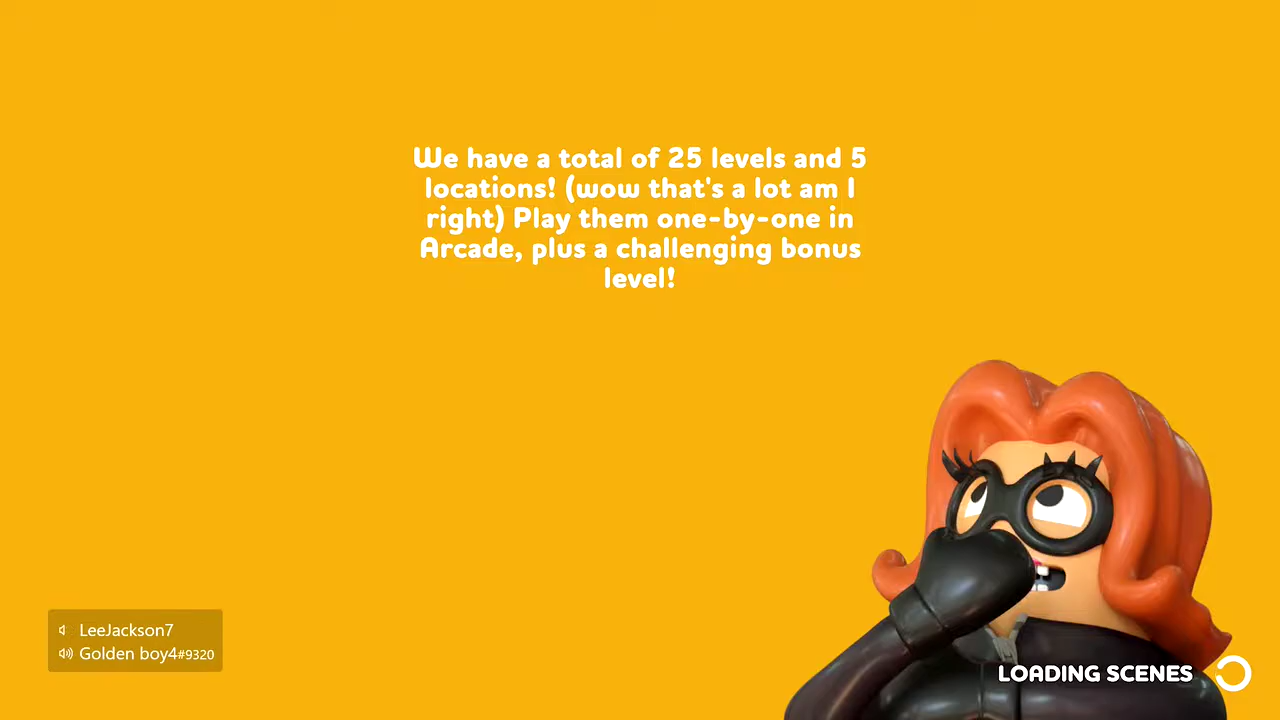 We have a total of 25 levels and 5
locations! (wow that's a lot am I
right) Play them one-by-one in
Arcade, plus a challenging bonus
level!
LeeJackson7
Golden boy4#9320
LOADING SCENES